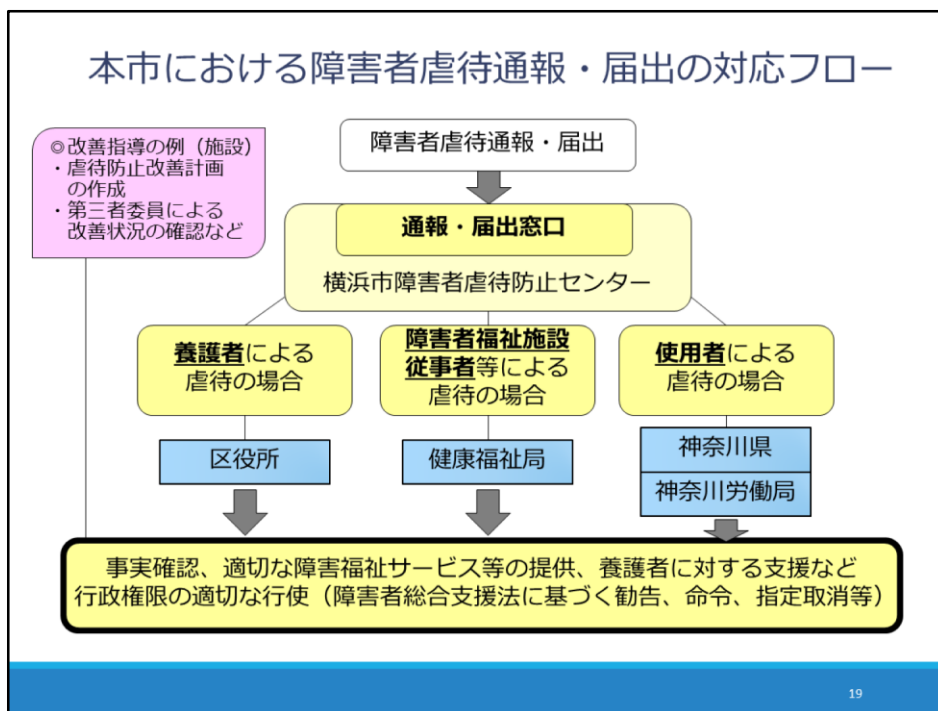 本市における障害者虐待通報・届出の対応フロー
◎改善指導の例（施設）
・虐待防止改善計画
の作成
・第三者委員による
改善状況の確認など
障害者虐待通報・届出
通報・届出窓口
横浜市障害者虐待防止センター
養護者による
虐待の場合
障害者福祉施設
従事者等による
虐待の場合
使用者による
虐待の場合
区役所
健康福祉局
神奈川県
神奈川労働局
事実確認、適切な障害福祉サービス等の提供、養護者に対する支援など
行政権限の適切な行使（障害者総合支援法に基づく勧告、命令、指定取消等）
19